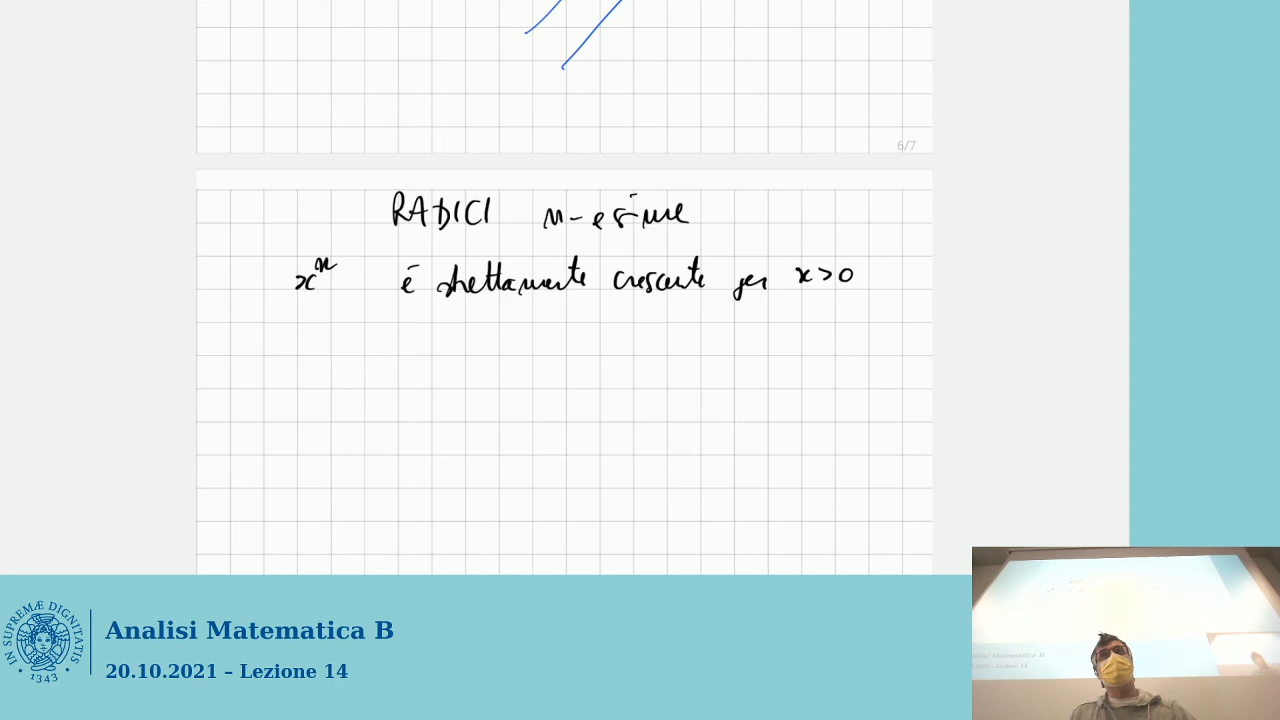 6/7
RADICI n-esime
xⁿ è strettamente crescente per x>0
IN SUPREMÆ DIGNITATIS
1343
Analisi Matematica B
20.10.2021 – Lezione 14